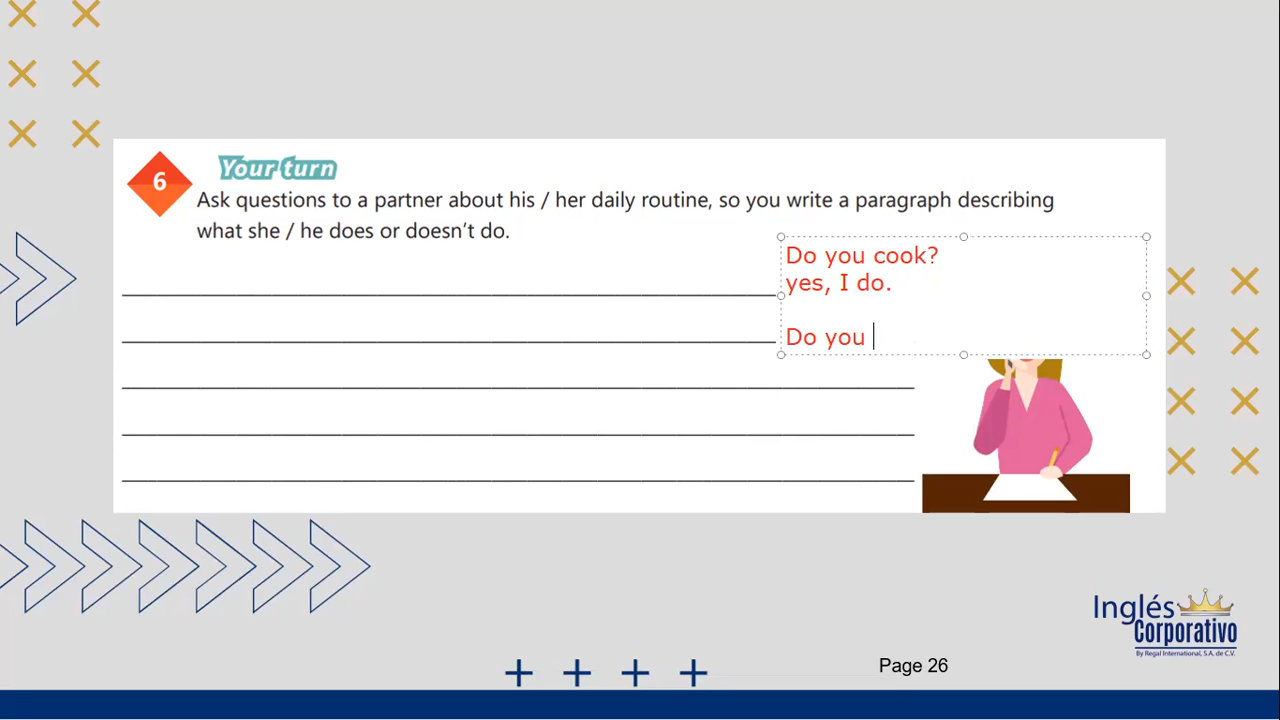 6
Your turn
Ask questions to a partner about his / her daily routine, so you write a paragraph describing
what she / he does or doesn't do.
Do you cook?
yes, I do.
Do you
Inglés
Corporativo
By Regal International, S.A. de C.V.
Page 26